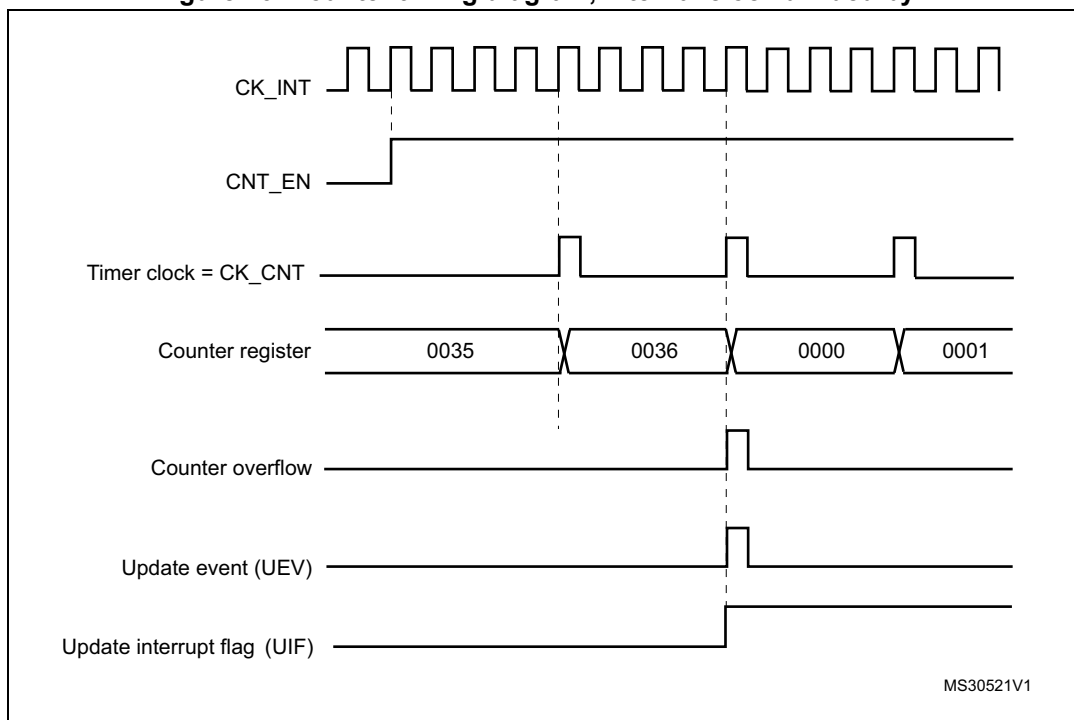 CK_INT
CNT_EN
Timer clock = CK_CNT
Counter register 0035 0036 0000 0001
Counter overflow
Update event (UEV)
Update interrupt flag (UIF)
MS30521V1